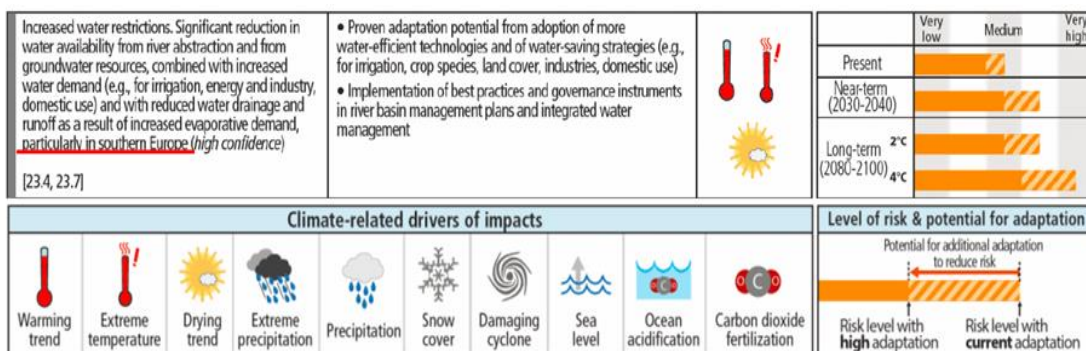 Increased water restrictions. Significant reduction in
water availability from river abstraction and from
groundwater resources, combined with increased
water demand (e.g., for irrigation, energy and industry,
domestic use) and with reduced water drainage and
runoff as a result of increased evaporative demand,
particularly in southern Europe (high confidence)
[23.4, 23.7]
• Proven adaptation potential from adoption of more
water-efficient technologies and of water-saving strategies (e.g.,
for irrigation, crop species, land cover, industries, domestic use)
• Implementation of best practices and governance instruments
in river basin management plans and integrated water
management
Very low Medium Very high
Present
Near-term
(2030-2040)
Long-term
(2080-2100)
2°C
4°C
Climate-related drivers of impacts
Warming trend
Extreme temperature
Drying trend
Extreme precipitation
Precipitation
Snow cover
Damaging cyclone
Sea level
Ocean acidification
O C O
Carbon dioxide fertilization
Level of risk & potential for adaptation
Potential for additional adaptation
to reduce risk
Risk level with
high adaptation
Risk level with
current adaptation